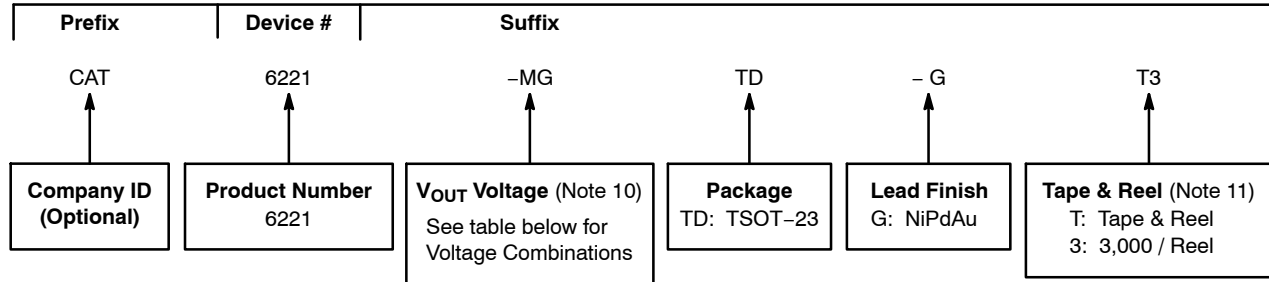 Prefix Device # Suffix
CAT 6221 –MG TD – G T3
Company ID
(Optional)
Product Number
6221
VOUT Voltage (Note 10)
See table below for
Voltage Combinations
Package
TD: TSOT–23
Lead Finish
G: NiPdAu
Tape & Reel (Note 11)
T: Tape & Reel
3: 3,000 / Reel